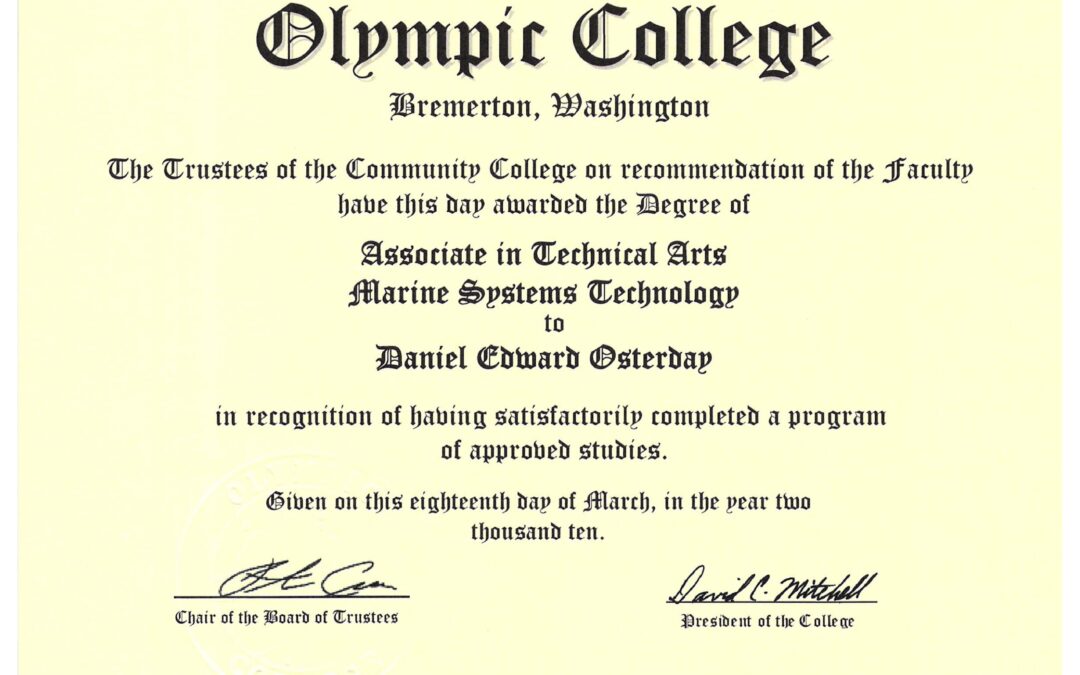 Olympic College
Bremerton, Washington
The Trustees of the Community College on recommendation of the Faculty
have this day awarded the Degree of
Associate in Technical Arts
Marine Systems Technology
to
Daniel Edward Osterday
in recognition of having satisfactorily completed a program
of approved studies.
Given on this eighteenth day of March, in the year two
thousand ten.
David C. Mitchell
Chair of the Board of Trustees
President of the College